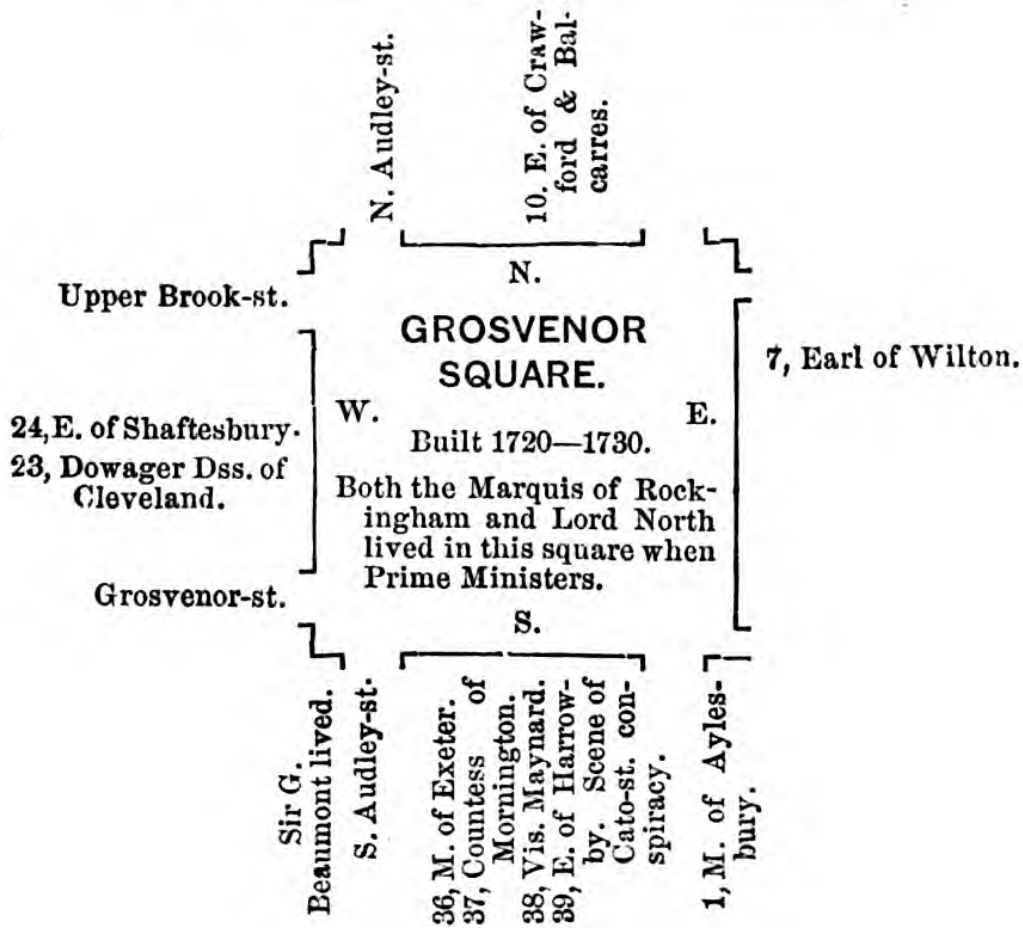 N. Audley-st.
10. E. of Craw-
ford & Bal-
carres.
N.
Upper Brook-st.
GROSVENOR
SQUARE.
7, Earl of Wilton.
W.
E.
24, E. of Shaftesbury.
23, Dowager Dss. of
Cleveland.
Built 1720—1730.
Both the Marquis of Rock-
ingham and Lord North
lived in this square when
Prime Ministers.
Grosvenor-st.
S.
Sir G.
Beaumont lived.
S. Audley-st.
36, M. of Exeter.
37, Countess of
Mornington.
38, Vis. Maynard.
39, E. of Harrow-
by. Scene of
Cato-st. con-
spiracy.
1, M. of Ayles-
bury.